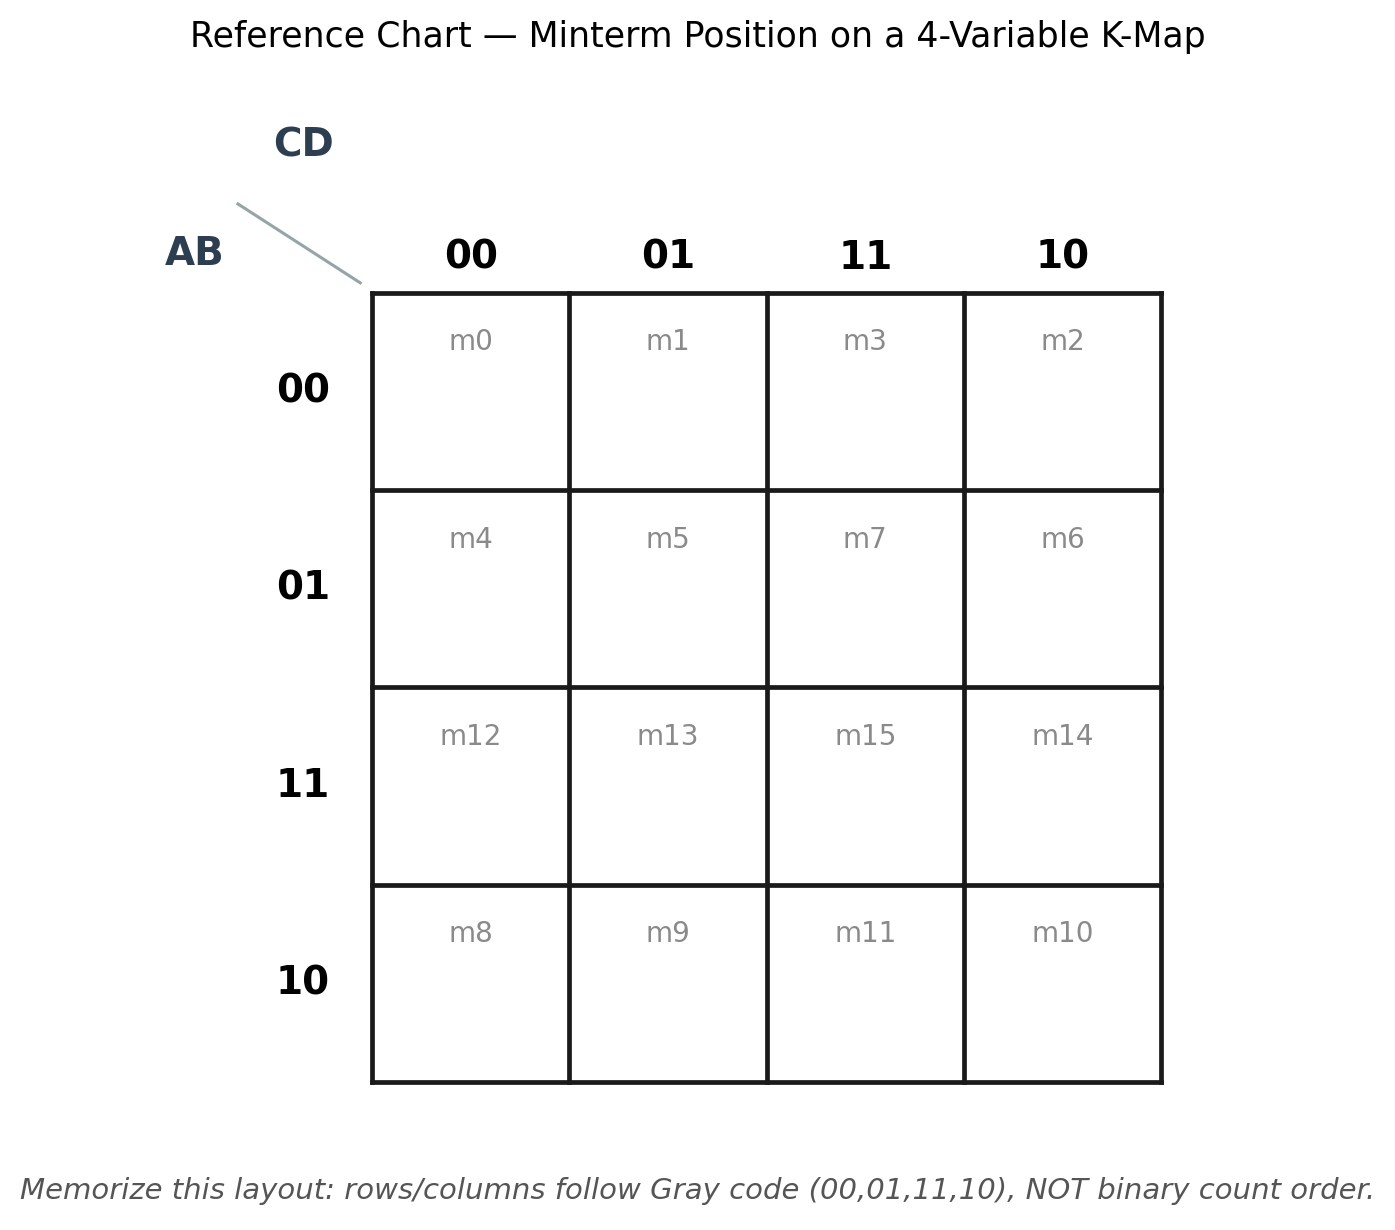 Reference Chart — Minterm Position on a 4-Variable K-Map
CD
AB
00 01 11 10
m0 m1 m3 m2
00
m4 m5 m7 m6
01
m12 m13 m15 m14
11
m8 m9 m11 m10
10
Memorize this layout: rows/columns follow Gray code (00,01,11,10), NOT binary count order.